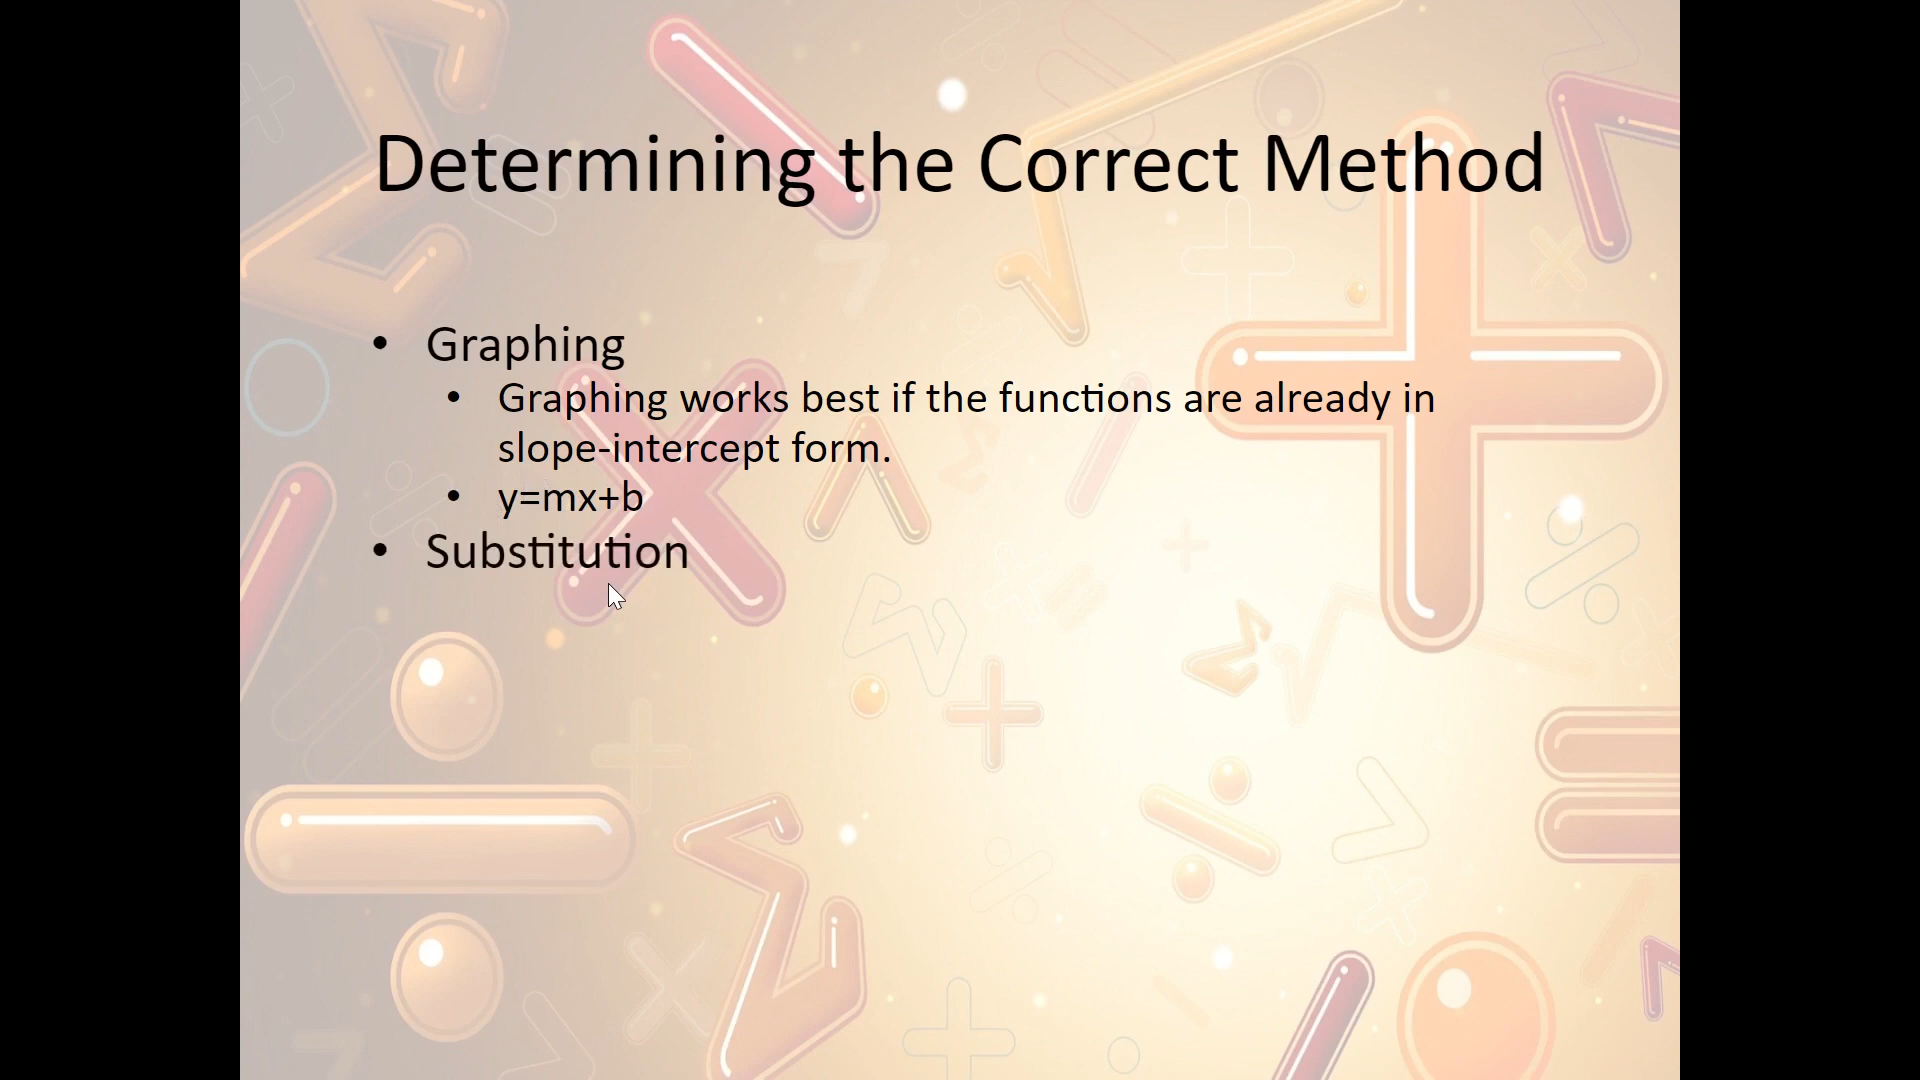 Determining the Correct Method
• Graphing
• Graphing works best if the functions are already in
slope-intercept form.
• y=mx+b
• Substitution